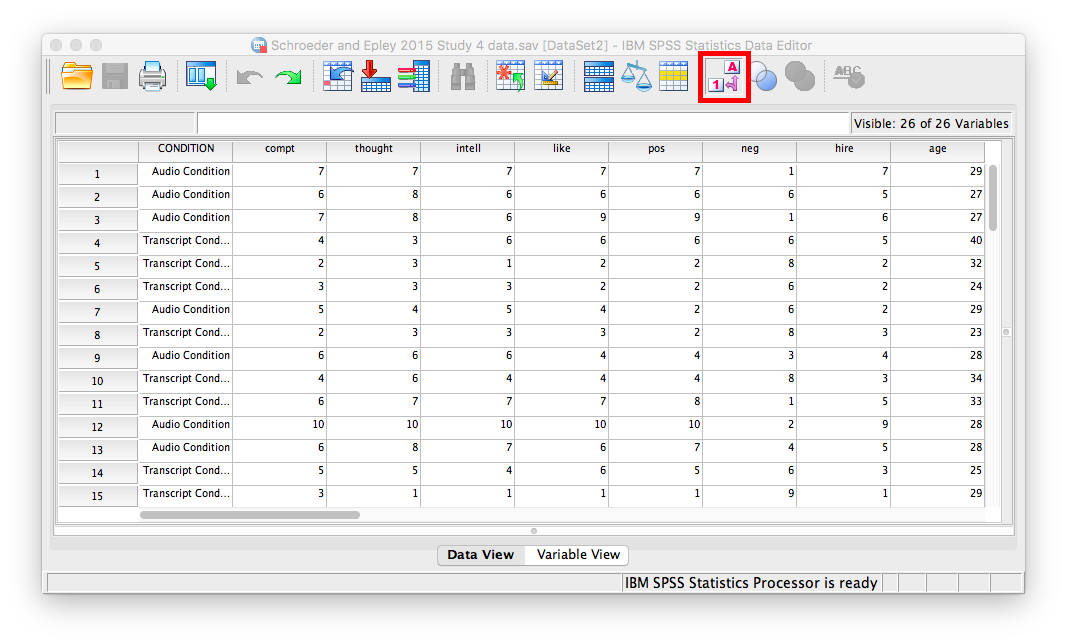 Schroeder and Epley 2015 Study 4 data.sav [DataSet2] - IBM SPSS Statistics Data Editor
A
1
ABC
Visible: 26 of 26 Variables
CONDITION compt thought intell like pos neg hire age
1 Audio Condition 7 7 7 7 7 1 7 29
2 Audio Condition 6 8 6 6 6 6 5 27
3 Audio Condition 7 8 6 9 9 1 6 27
4 Transcript Cond... 4 3 6 6 6 6 5 40
5 Transcript Cond... 2 3 1 2 2 8 2 32
6 Transcript Cond... 3 3 3 2 2 6 2 24
7 Audio Condition 5 4 5 4 2 6 2 29
8 Transcript Cond... 2 3 3 3 2 8 3 23
9 Audio Condition 6 6 6 4 4 3 4 28
10 Transcript Cond... 4 6 4 4 4 8 3 34
11 Transcript Cond... 6 7 7 7 8 1 5 33
12 Audio Condition 10 10 10 10 10 2 9 28
13 Audio Condition 6 8 7 6 7 4 5 28
14 Transcript Cond... 5 5 4 6 5 6 3 25
15 Transcript Cond... 3 1 1 1 1 9 1 29
Data View Variable View
IBM SPSS Statistics Processor is ready